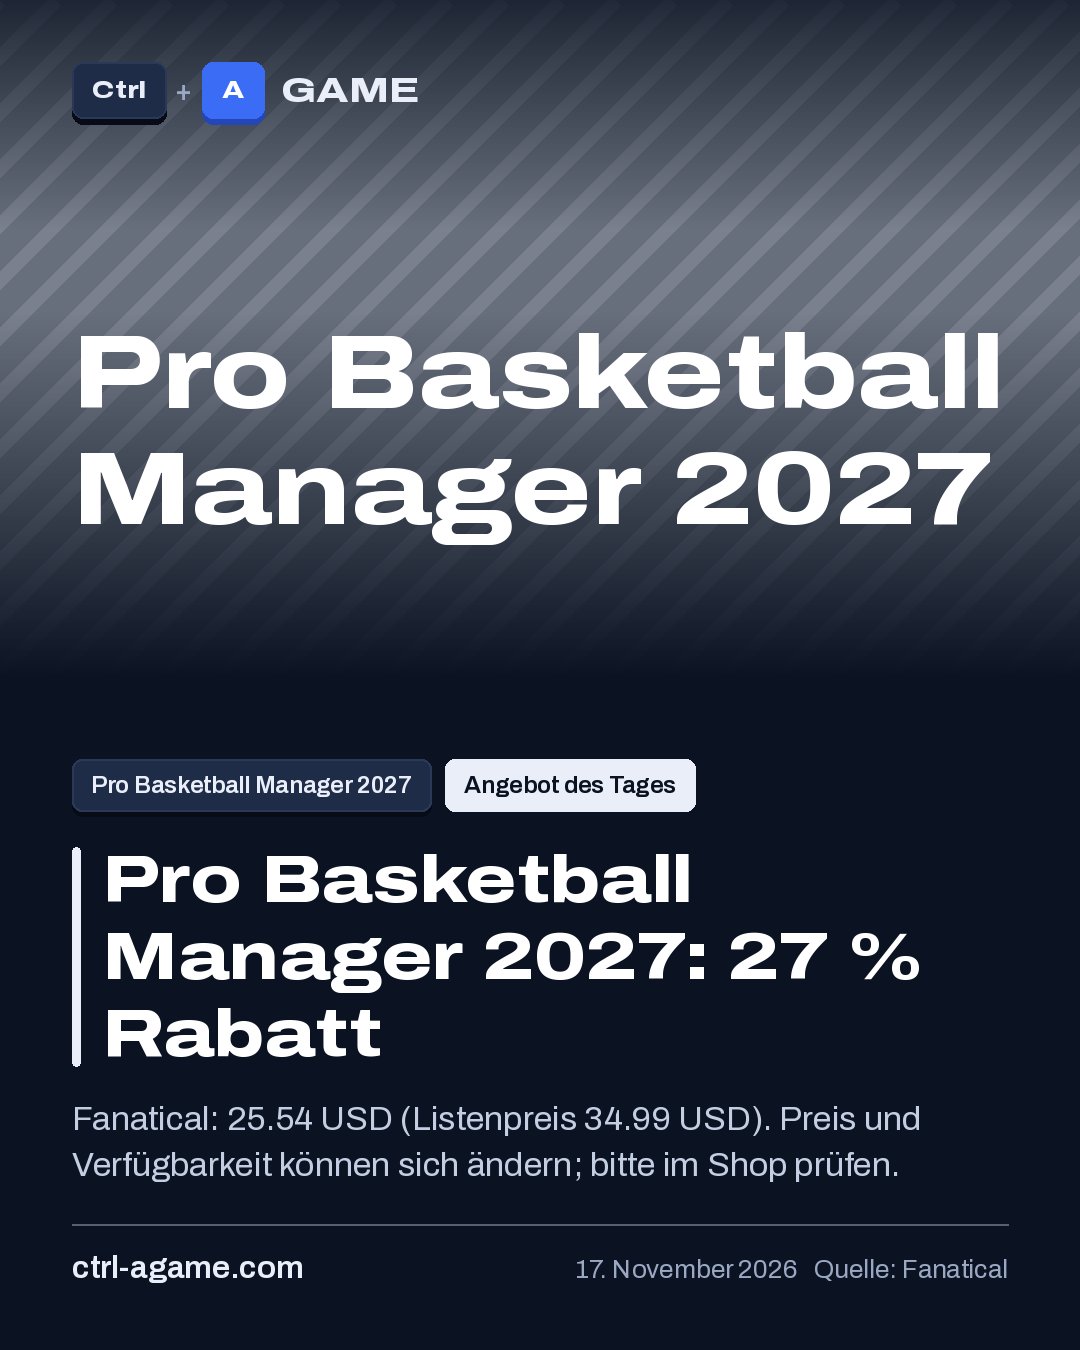 Ctrl + A GAME
Pro Basketball
Manager 2027
Pro Basketball Manager 2027 Angebot des Tages
Pro Basketball
Manager 2027: 27 %
Rabatt
Fanatical: 25.54 USD (Listenpreis 34.99 USD). Preis und
Verfügbarkeit können sich ändern; bitte im Shop prüfen.
ctrl-agame.com 17. November 2026 Quelle: Fanatical